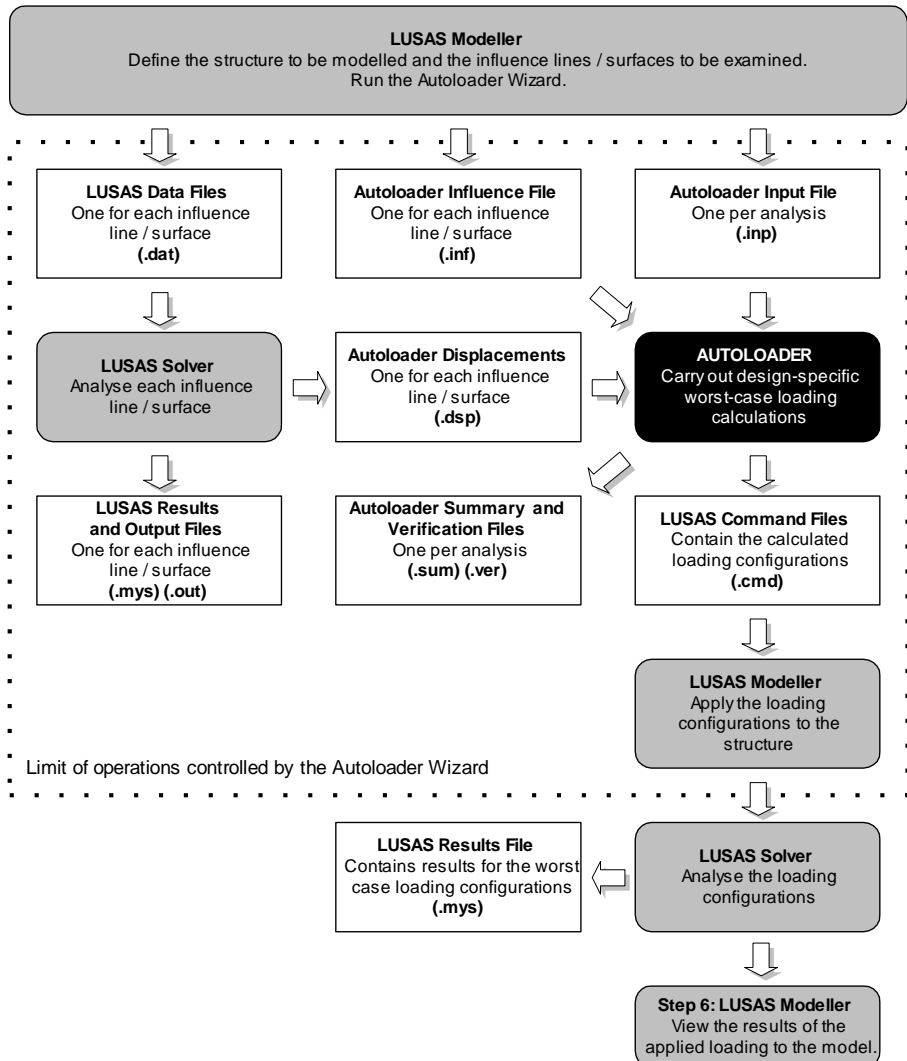 LUSAS Modeller
Define the structure to be modelled and the influence lines / surfaces to be examined.
Run the Autoloader Wizard.
LUSAS Data Files
One for each influence
line / surface
(.dat)
Autoloader Influence File
One for each influence
line / surface
(.inf)
Autoloader Input File
One per analysis
(.inp)
LUSAS Solver
Analyse each influence
line / surface
Autoloader Displacements
One for each influence
line / surface
(.dsp)
AUTOLOADER
Carry out design-specific
worst-case loading
calculations
LUSAS Results
and Output Files
One for each influence
line / surface
(.mys) (.out)
Autoloader Summary and
Verification Files
One per analysis
(.sum) (.ver)
LUSAS Command Files
Contain the calculated
loading configurations
(.cmd)
LUSAS Modeller
Apply the loading
configurations to the
structure
Limit of operations controlled by the Autoloader Wizard
LUSAS Results File
Contains results for the worst
case loading configurations
(.mys)
LUSAS Solver
Analyse the loading
configurations
Step 6: LUSAS Modeller
View the results of the
applied loading to the model.